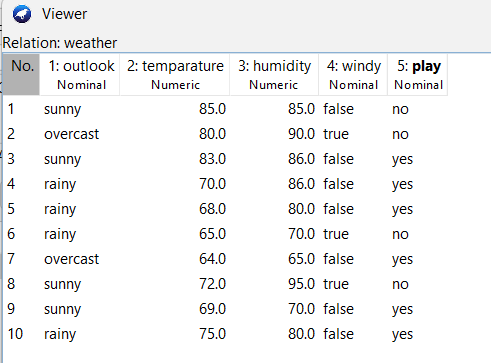 Viewer
Relation: weather
No. 1: outlook 2: temparature 3: humidity 4: windy 5: play
Nominal Numeric Numeric Nominal Nominal
1 sunny 85.0 85.0 false no
2 overcast 80.0 90.0 true no
3 sunny 83.0 86.0 false yes
4 rainy 70.0 86.0 false yes
5 rainy 68.0 80.0 false yes
6 rainy 65.0 70.0 true no
7 overcast 64.0 65.0 false yes
8 sunny 72.0 95.0 true no
9 sunny 69.0 70.0 false yes
10 rainy 75.0 80.0 false yes